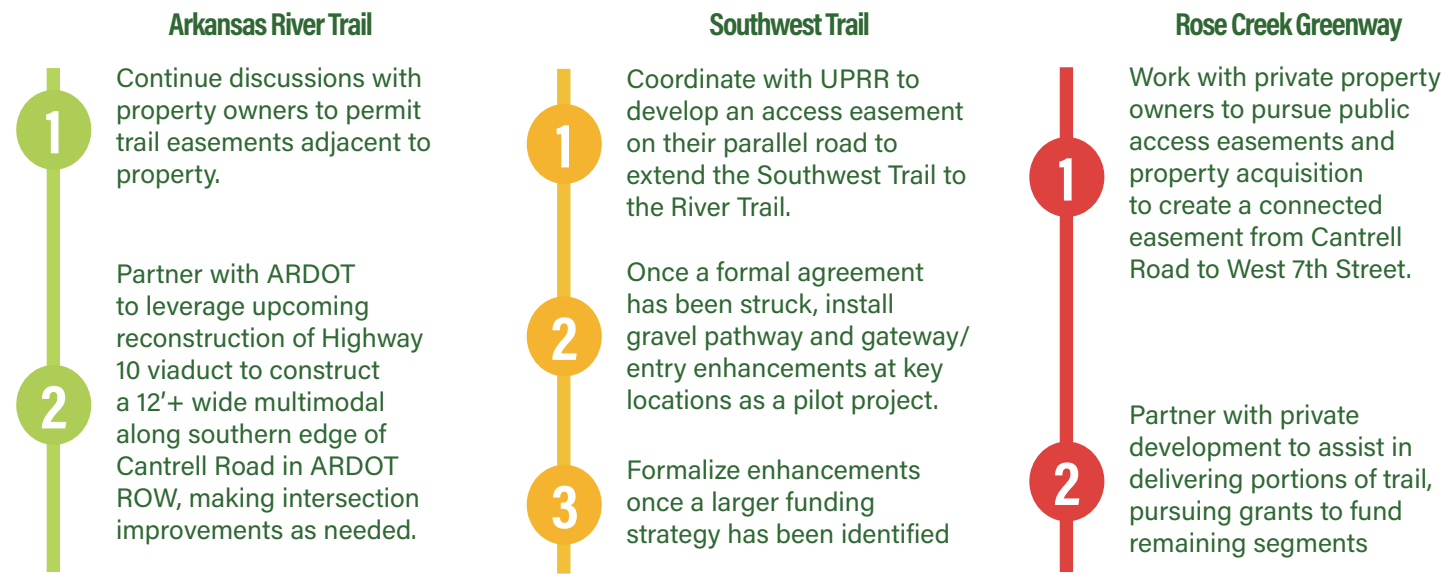 Arkansas River Trail
1
Continue discussions with
property owners to permit
trail easements adjacent to
property.
2
Partner with ARDOT
to leverage upcoming
reconstruction of Highway
10 viaduct to construct
a 12'+ wide multimodal
along southern edge of
Cantrell Road in ARDOT
ROW, making intersection
improvements as needed.
Southwest Trail
1
Coordinate with UPRR to
develop an access easement
on their parallel road to
extend the Southwest Trail to
the River Trail.
2
Once a formal agreement
has been struck, install
gravel pathway and gateway/
entry enhancements at key
locations as a pilot project.
3
Formalize enhancements
once a larger funding
strategy has been identified
Rose Creek Greenway
1
Work with private property
owners to pursue public
access easements and
property acquisition
to create a connected
easement from Cantrell
Road to West 7th Street.
2
Partner with private
development to assist in
delivering portions of trail,
pursuing grants to fund
remaining segments